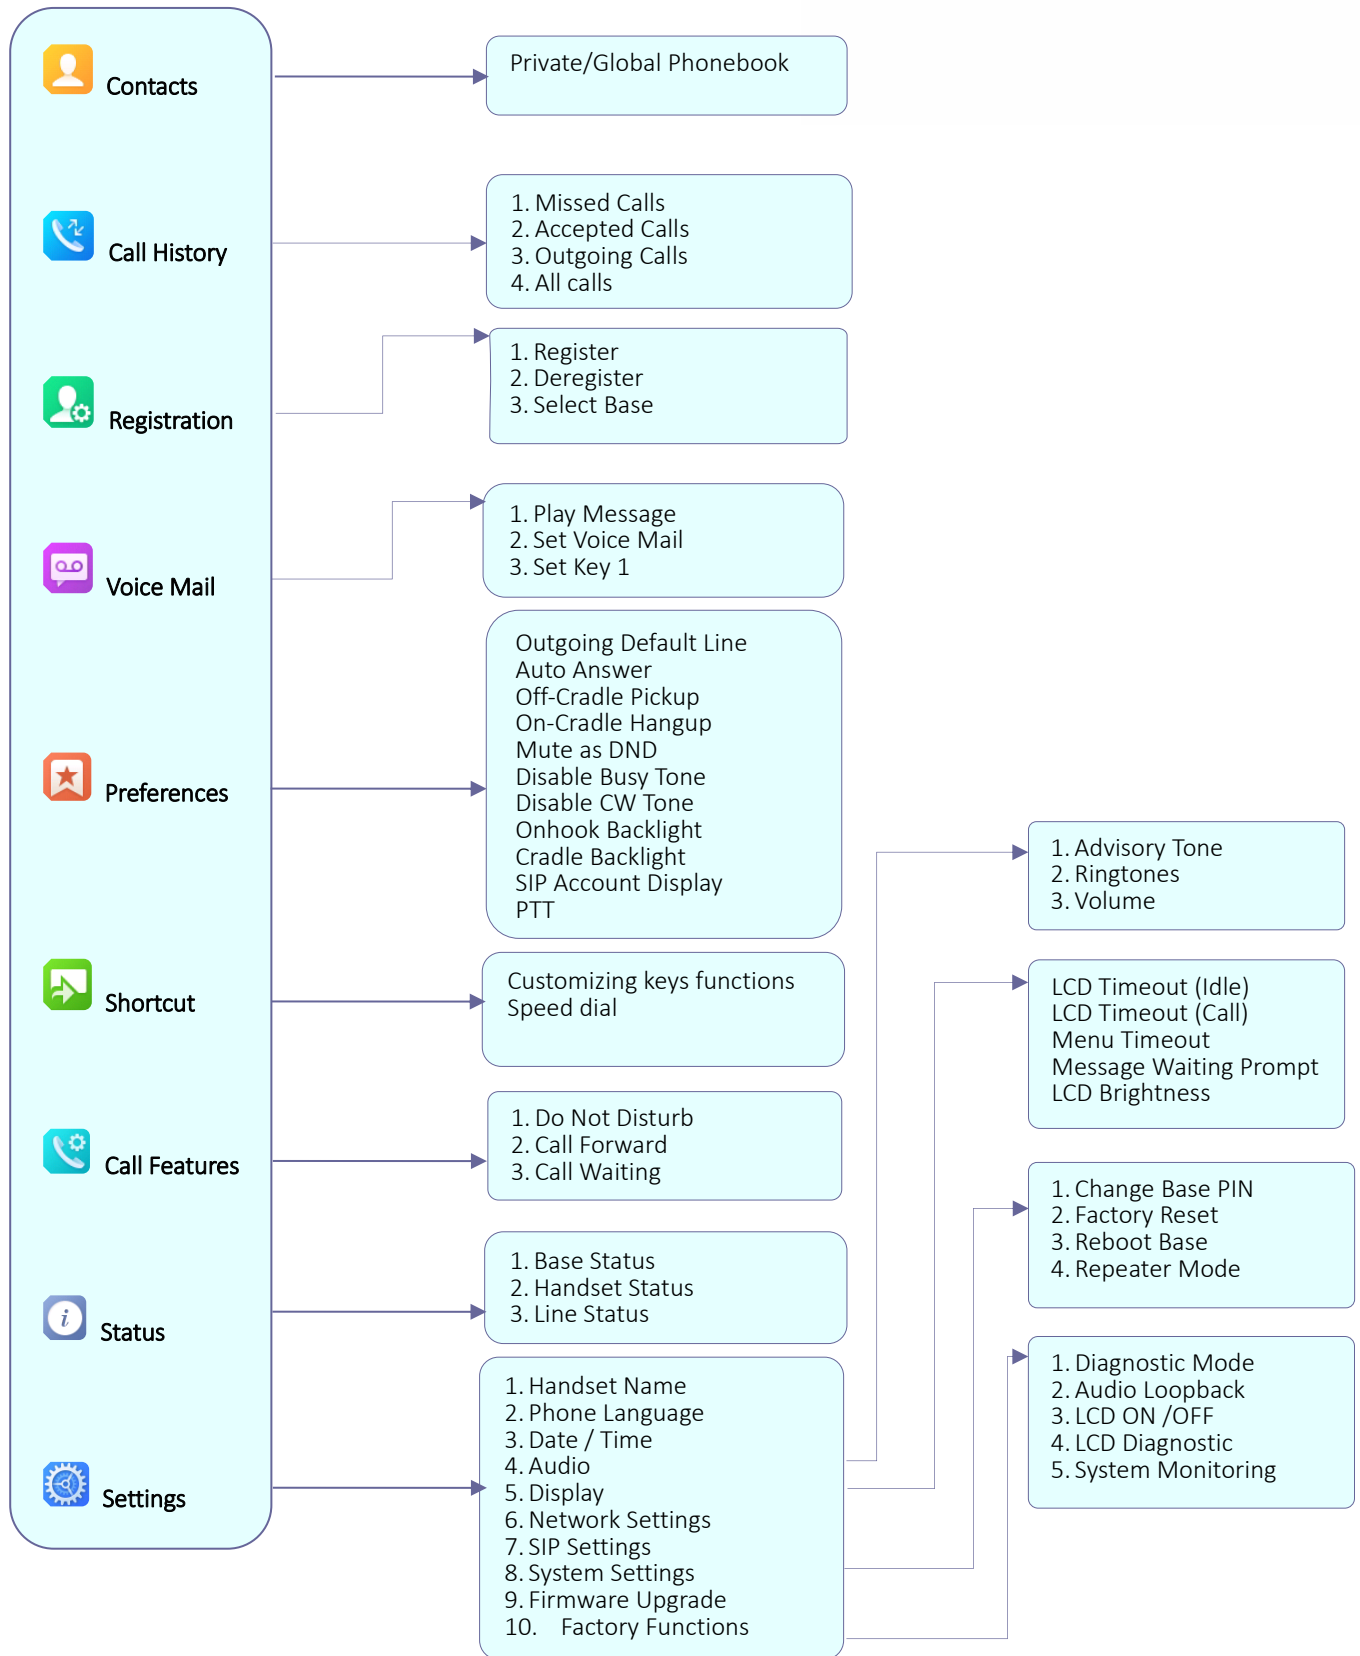 Contacts
Private/Global Phonebook
Call History
1. Missed Calls
2. Accepted Calls
3. Outgoing Calls
4. All calls
Registration
1. Register
2. Deregister
3. Select Base
Voice Mail
1. Play Message
2. Set Voice Mail
3. Set Key 1
Preferences
Outgoing Default Line
Auto Answer
Off-Cradle Pickup
On-Cradle Hangup
Mute as DND
Disable Busy Tone
Disable CW Tone
Onhook Backlight
Cradle Backlight
SIP Account Display
PTT
Shortcut
Customizing keys functions
Speed dial
Call Features
1. Do Not Disturb
2. Call Forward
3. Call Waiting
Status
1. Base Status
2. Handset Status
3. Line Status
Settings
1. Handset Name
2. Phone Language
3. Date / Time
4. Audio
5. Display
6. Network Settings
7. SIP Settings
8. System Settings
9. Firmware Upgrade
10. Factory Functions
1. Advisory Tone
2. Ringtones
3. Volume
LCD Timeout (Idle)
LCD Timeout (Call)
Menu Timeout
Message Waiting Prompt
LCD Brightness
1. Change Base PIN
2. Factory Reset
3. Reboot Base
4. Repeater Mode
1. Diagnostic Mode
2. Audio Loopback
3. LCD ON /OFF
4. LCD Diagnostic
5. System Monitoring